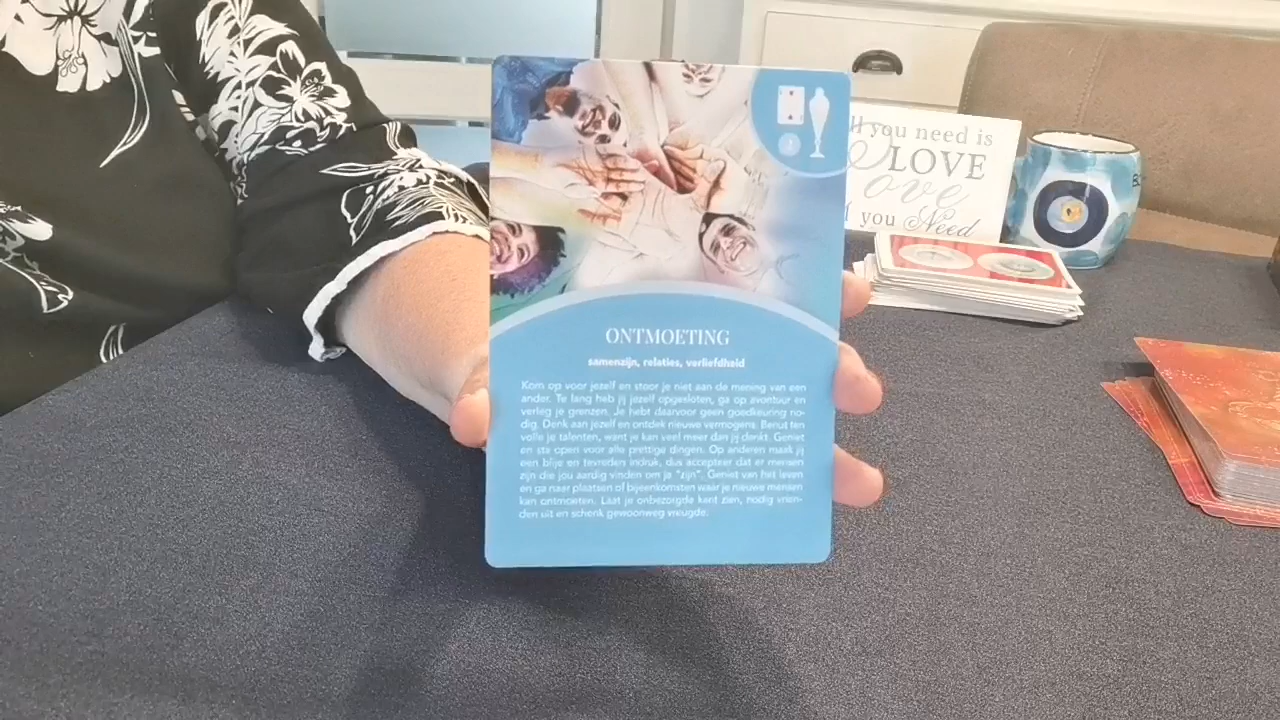 ONTMOETING
samenzijn, relaties, verliefdheid
Kom op voor jezelf en stoor je niet aan de mening van een
ander. Te lang heb jij jezelf opgesloten, ga op avontuur en
verleg je grenzen. Je hebt daarvoor geen goedkeuring no-
dig. Denk aan jezelf en ontdek nieuwe vermogens. Benut ten
volle je talenten, want je kan veel meer dan jij denkt. Geniet
en sta open voor alle prettige dingen. Op anderen maak jij
een blije en tevreden indruk, dus accepteer dat er mensen
zijn die jou aardig vinden om je "zijn". Geniet van het leven
en ga naar plaatsen of bijeenkomsten waar je nieuwe mensen
kan ontmoeten. Laat je onbezorgde kant zien, nodig vrien-
den uit en schenk gewoonweg vreugde.
you need is
LOVE
Love
you Need